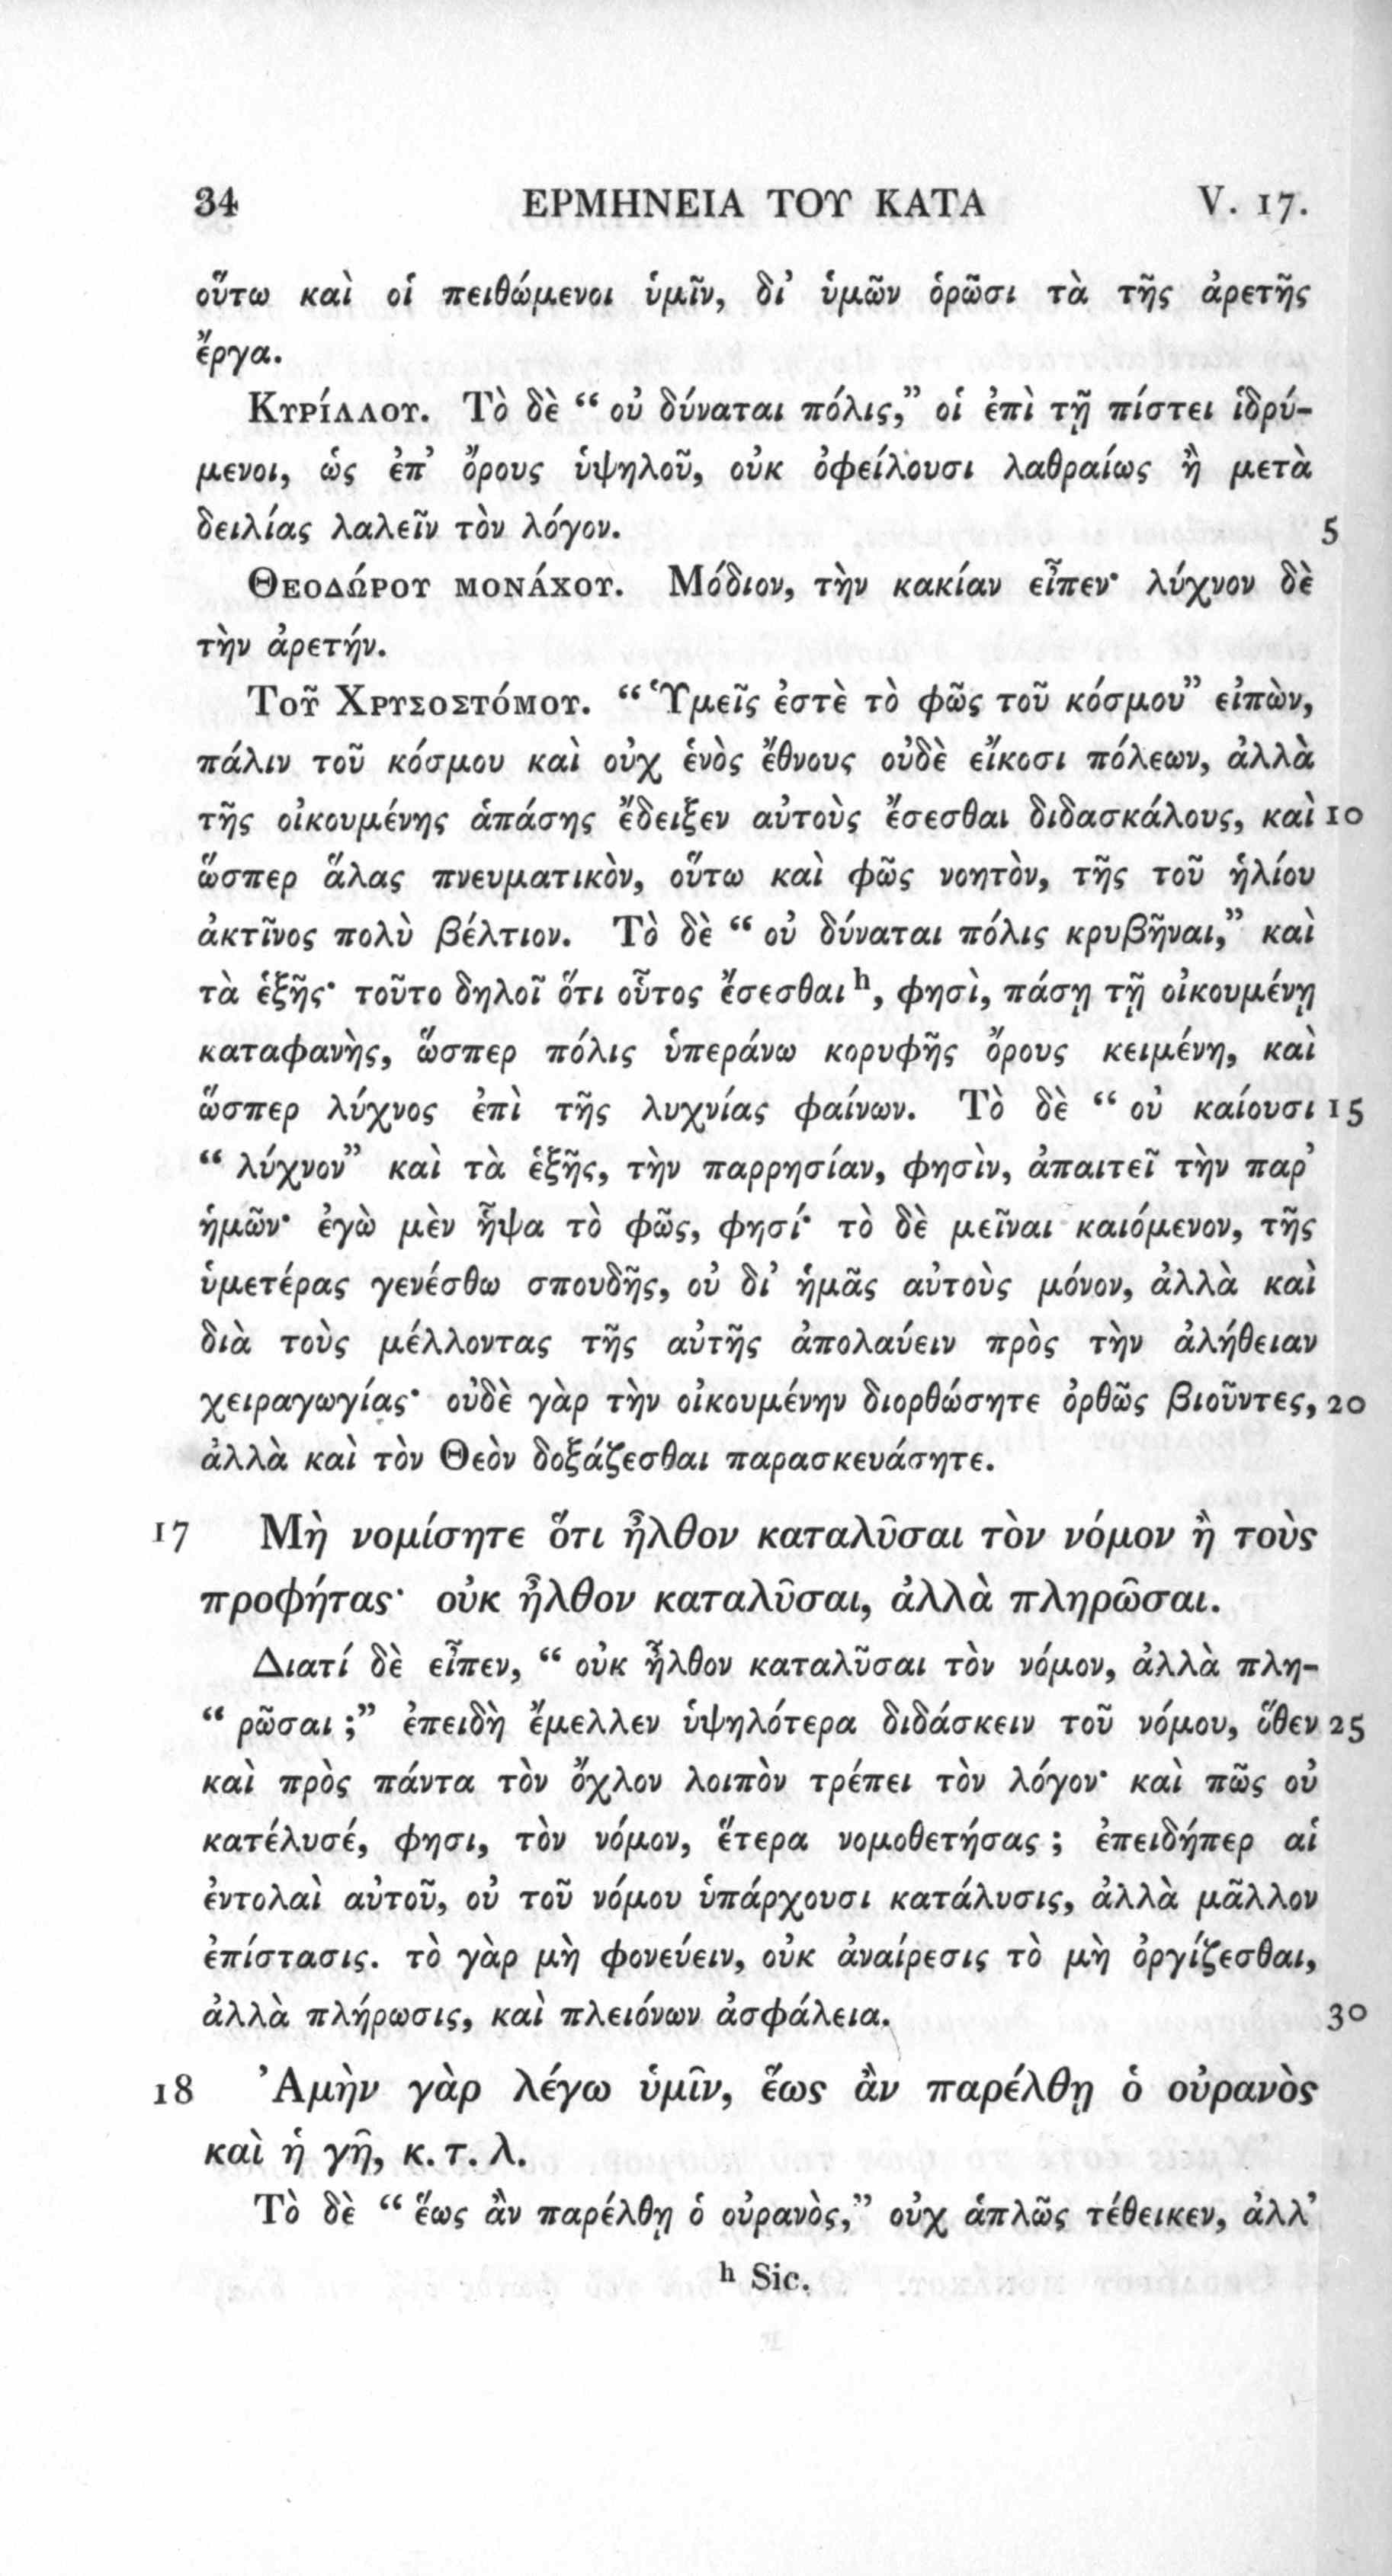 34 ΕΡΜΗΝΕΙΑ ΤΟΥ ΚΑΤΑ V. 17.
οὕτω καὶ οἱ πειθώμενοι ὑμῖν, δι’ ὑμῶν ὁρῶσι τὰ τῆς ἀρετῆς
ἔργα.
Κυρίλλου. Τὸ δὲ “ οὐ δύναται πόλις,” οἱ ἐπὶ τῇ πίστει ἱδρύ-
μενοι, ὡς ἐπ’ ὄρους ὑψηλοῦ, οὐκ ὀφείλουσι λαθραίως ἢ μετὰ
δειλίας λαλεῖν τὸν λόγον. 5
Θεοδώρου μονάχου. Μόδιον, τὴν κακίαν εἶπεν· λύχνον δὲ
τὴν ἀρετήν.
Τοῦ Χρυσοστόμου. “ Ὑμεῖς ἐστὲ τὸ φῶς τοῦ κόσμου” εἰπὼν,
πάλιν τοῦ κόσμου καὶ οὐχ ἑνὸς ἔθνους οὐδὲ εἴκοσι πόλεων, ἀλλὰ
τῆς οἰκουμένης ἁπάσης ἔδειξεν αὐτοὺς ἔσεσθαι διδασκάλους, καὶ 10
ὥσπερ ἅλας πνευματικὸν, οὕτω καὶ φῶς νοητὸν, τῆς τοῦ ἡλίου
ἀκτῖνος πολὺ βέλτιον. Τὸ δὲ “ οὐ δύναται πόλις κρυβῆναι,” καὶ
τὰ ἑξῆς· τοῦτο δηλοῖ ὅτι οὗτος ἔσεσθαι h, φησὶ, πάσῃ τῇ οἰκουμένῃ
καταφανὴς, ὥσπερ πόλις ὑπεράνω κορυφῆς ὄρους κειμένη, καὶ
ὥσπερ λύχνος ἐπὶ τῆς λυχνίας φαίνων. Τὸ δὲ “ οὐ καίουσι 15
“ λύχνον” καὶ τὰ ἑξῆς, τὴν παρρησίαν, φησὶν, ἀπαιτεῖ τὴν παρ’
ἡμῶν· ἐγὼ μὲν ἧψα τὸ φῶς, φησί· τὸ δὲ μεῖναι καιόμενον, τῆς
ὑμετέρας γενέσθω σπουδῆς, οὐ δι’ ἡμᾶς αὐτοὺς μόνον, ἀλλὰ καὶ
διὰ τοὺς μέλλοντας τῆς αὐτῆς ἀπολαύειν πρὸς τὴν ἀλήθειαν
χειραγωγίας· οὐδὲ γὰρ τὴν οἰκουμένην διορθώσητε ὀρθῶς βιοῦντες, 20
ἀλλὰ καὶ τὸν Θεὸν δοξάζεσθαι παρασκευάσητε.
17 Μὴ νομίσητε ὅτι ἦλθον καταλῦσαι τὸν νόμον ἢ τοὺς
προφήτας· οὐκ ἦλθον καταλῦσαι, ἀλλὰ πληρῶσαι.
Διατί δὲ εἶπεν, “ οὐκ ἦλθον καταλῦσαι τὸν νόμον, ἀλλὰ πλη-
“ ρῶσαι ;” ἐπειδὴ ἔμελλεν ὑψηλότερα διδάσκειν τοῦ νόμου, ὅθεν 25
καὶ πρὸς πάντα τὸν ὄχλον λοιπὸν τρέπει τὸν λόγον· καὶ πῶς οὐ
κατέλυσέ, φησι, τὸν νόμον, ἕτερα νομοθετήσας ; ἐπειδήπερ αἱ
ἐντολαὶ αὐτοῦ, οὐ τοῦ νόμου ὑπάρχουσι κατάλυσις, ἀλλὰ μᾶλλον
ἐπίστασις. τὸ γὰρ μὴ φονεύειν, οὐκ ἀναίρεσις τὸ μὴ ὀργίζεσθαι,
ἀλλὰ πλήρωσις, καὶ πλειόνων ἀσφάλεια. 30
18 Ἀμὴν γὰρ λέγω ὑμῖν, ἕως ἂν παρέλθῃ ὁ οὐρανὸς
καὶ ἡ γῆ, κ. τ. λ.
Τὸ δὲ “ ἕως ἂν παρέλθῃ ὁ οὐρανὸς,” οὐχ ἁπλῶς τέθεικεν, ἀλλ’
h Sic.